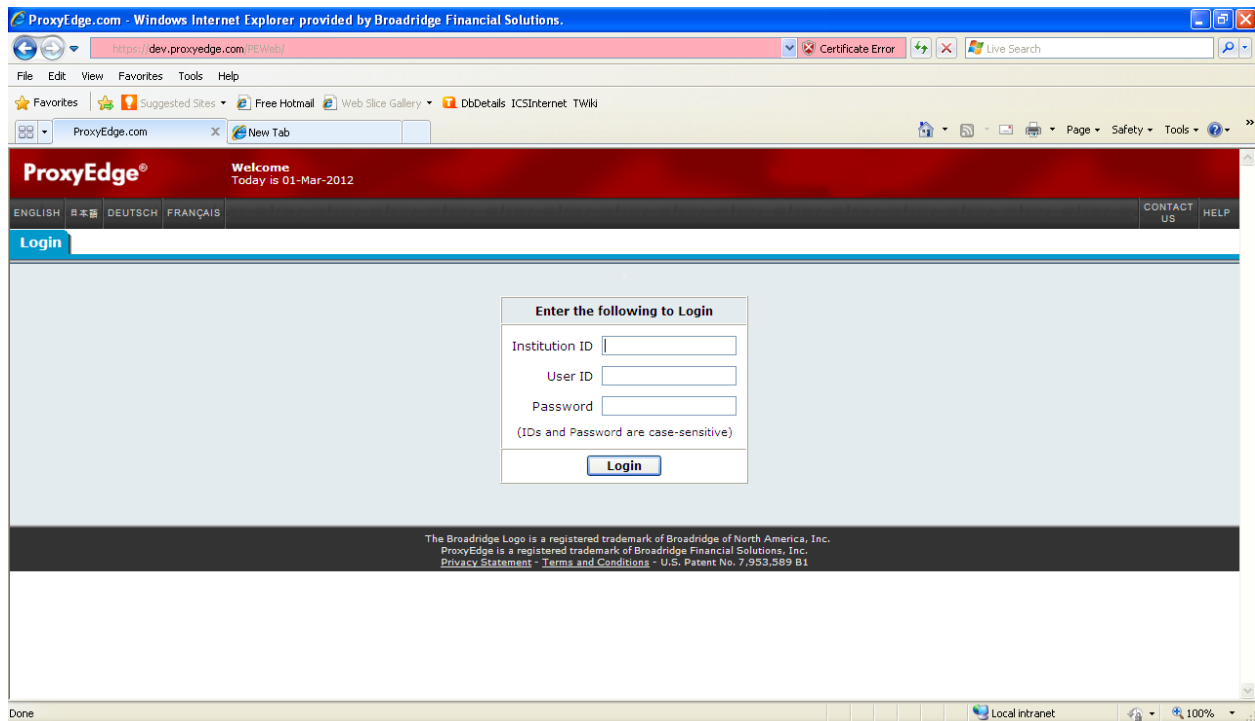 ProxyEdge.com - Windows Internet Explorer provided by Broadridge Financial Solutions.
https://dev.proxyedge.com/PEWeb/
Certificate Error
Live Search
File Edit View Favorites Tools Help
Favorites Suggested Sites Free Hotmail Web Slice Gallery DbDetails ICSInternet TWiki
ProxyEdge.com New Tab Page Safety Tools
ProxyEdge®
Welcome
Today is 01-Mar-2012
ENGLISH 日本語 DEUTSCH FRANÇAIS CONTACT US HELP
Login
Enter the following to Login
Institution ID
User ID
Password
(IDs and Password are case-sensitive)
Login
The Broadridge Logo is a registered trademark of Broadridge of North America, Inc.
ProxyEdge is a registered trademark of Broadridge Financial Solutions, Inc.
Privacy Statement - Terms and Conditions - U.S. Patent No. 7,953,589 B1
Done Local intranet 100%